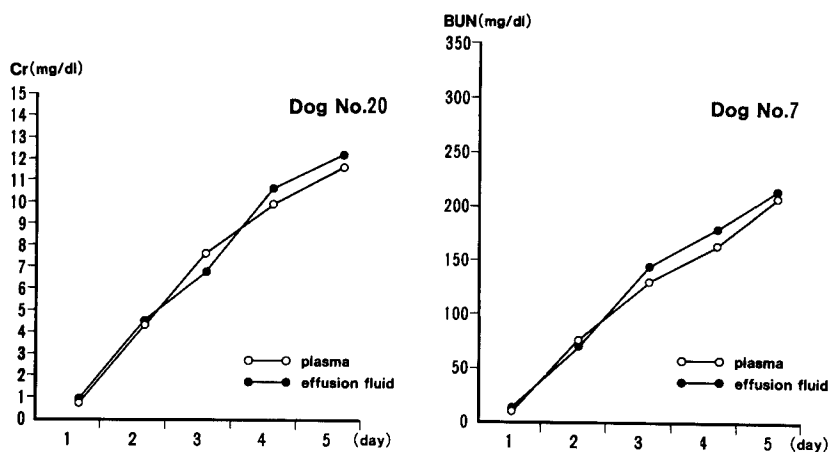 Cr(mg/dl)
15
14
13
12
11
10
9
8
7
6
5
4
3
2
1
0
Dog No.20
plasma
effusion fluid
1 2 3 4 5 (day)
BUN(mg/dl)
350
300
250
200
150
100
50
0
Dog No.7
plasma
effusion fluid
1 2 3 4 5 (day)